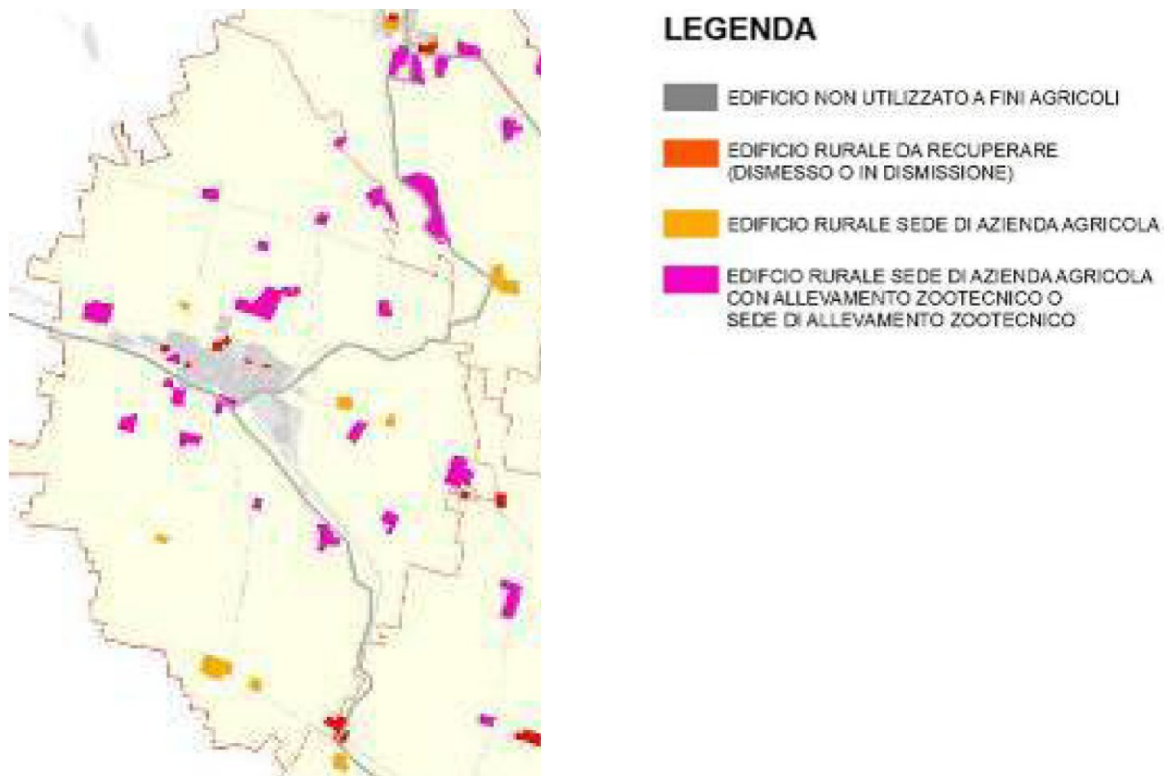 LEGENDA
EDIFICIO NON UTILIZZATO A FINI AGRICOLI
EDIFICIO RURALE DA RECUPERARE
(DISMESSO O IN DISMISSIONE)
EDIFICIO RURALE SEDE DI AZIENDA AGRICOLA
EDIFCIO RURALE SEDE DI AZIENDA AGRICOLA
CON ALLEVAMENTO ZOOTECNICO O
SEDE DI ALLEVAMENTO ZOOTECNICO